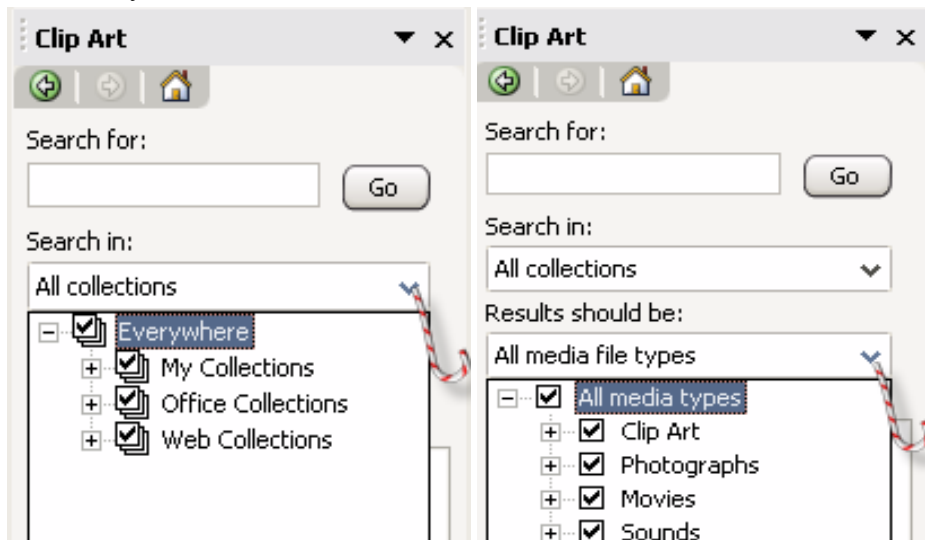 Clip Art
Search for:
Go
Search in:
All collections
Everywhere
My Collections
Office Collections
Web Collections
Clip Art
Search for:
Go
Search in:
All collections
Results should be:
All media file types
All media types
Clip Art
Photographs
Movies
Sounds